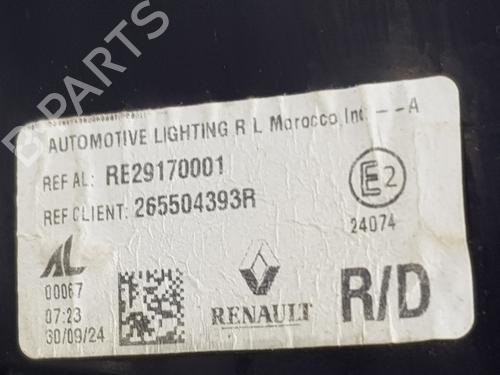 B PARTS
AUTOMOTIVE LIGHTING R L Morocco, Int. --A
REF AL: RE29170001
REF CLIENT: 265504393R
E2
24074
AL
00067
07:23
30/09/24
RENAULT
R/D